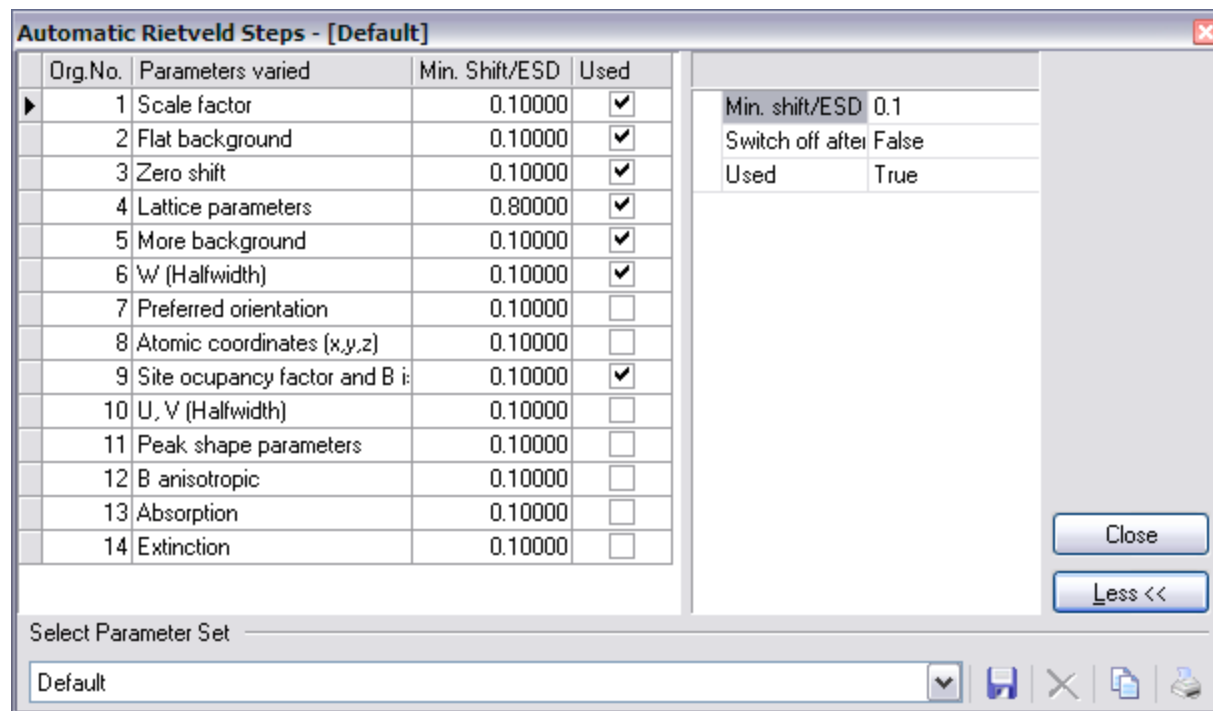 Automatic Rietveld Steps - [Default]
Org.No. Parameters varied Min. Shift/ESD Used
1 Scale factor 0.10000
2 Flat background 0.10000
3 Zero shift 0.10000
4 Lattice parameters 0.80000
5 More background 0.10000
6 W (Halfwidth) 0.10000
7 Preferred orientation 0.10000
8 Atomic coordinates (x,y,z) 0.10000
9 Site ocupancy factor and B i 0.10000
10 U, V (Halfwidth) 0.10000
11 Peak shape parameters 0.10000
12 B anisotropic 0.10000
13 Absorption 0.10000
14 Extinction 0.10000
Min. shift/ESD 0.1
Switch off after False
Used True
Close
Less <<
Select Parameter Set
Default